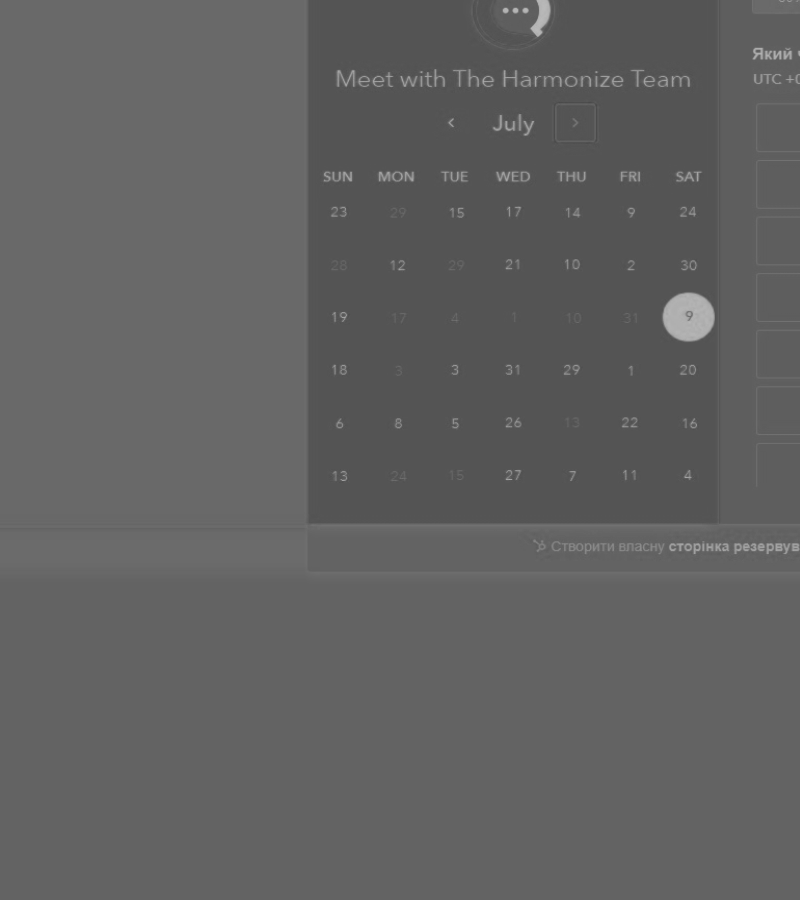 Який
Meet with The Harmonize Team
UTC
‹ July ›
SUN MON TUE WED THU FRI SAT
23 29 15 17 14 9 24
28 12 29 21 10 2 30
19 17 4 1 10 31 9
18 3 3 31 29 1 20
6 8 5 26 13 22 16
13 24 15 27 7 11 4
Створити власну сторінка резервув